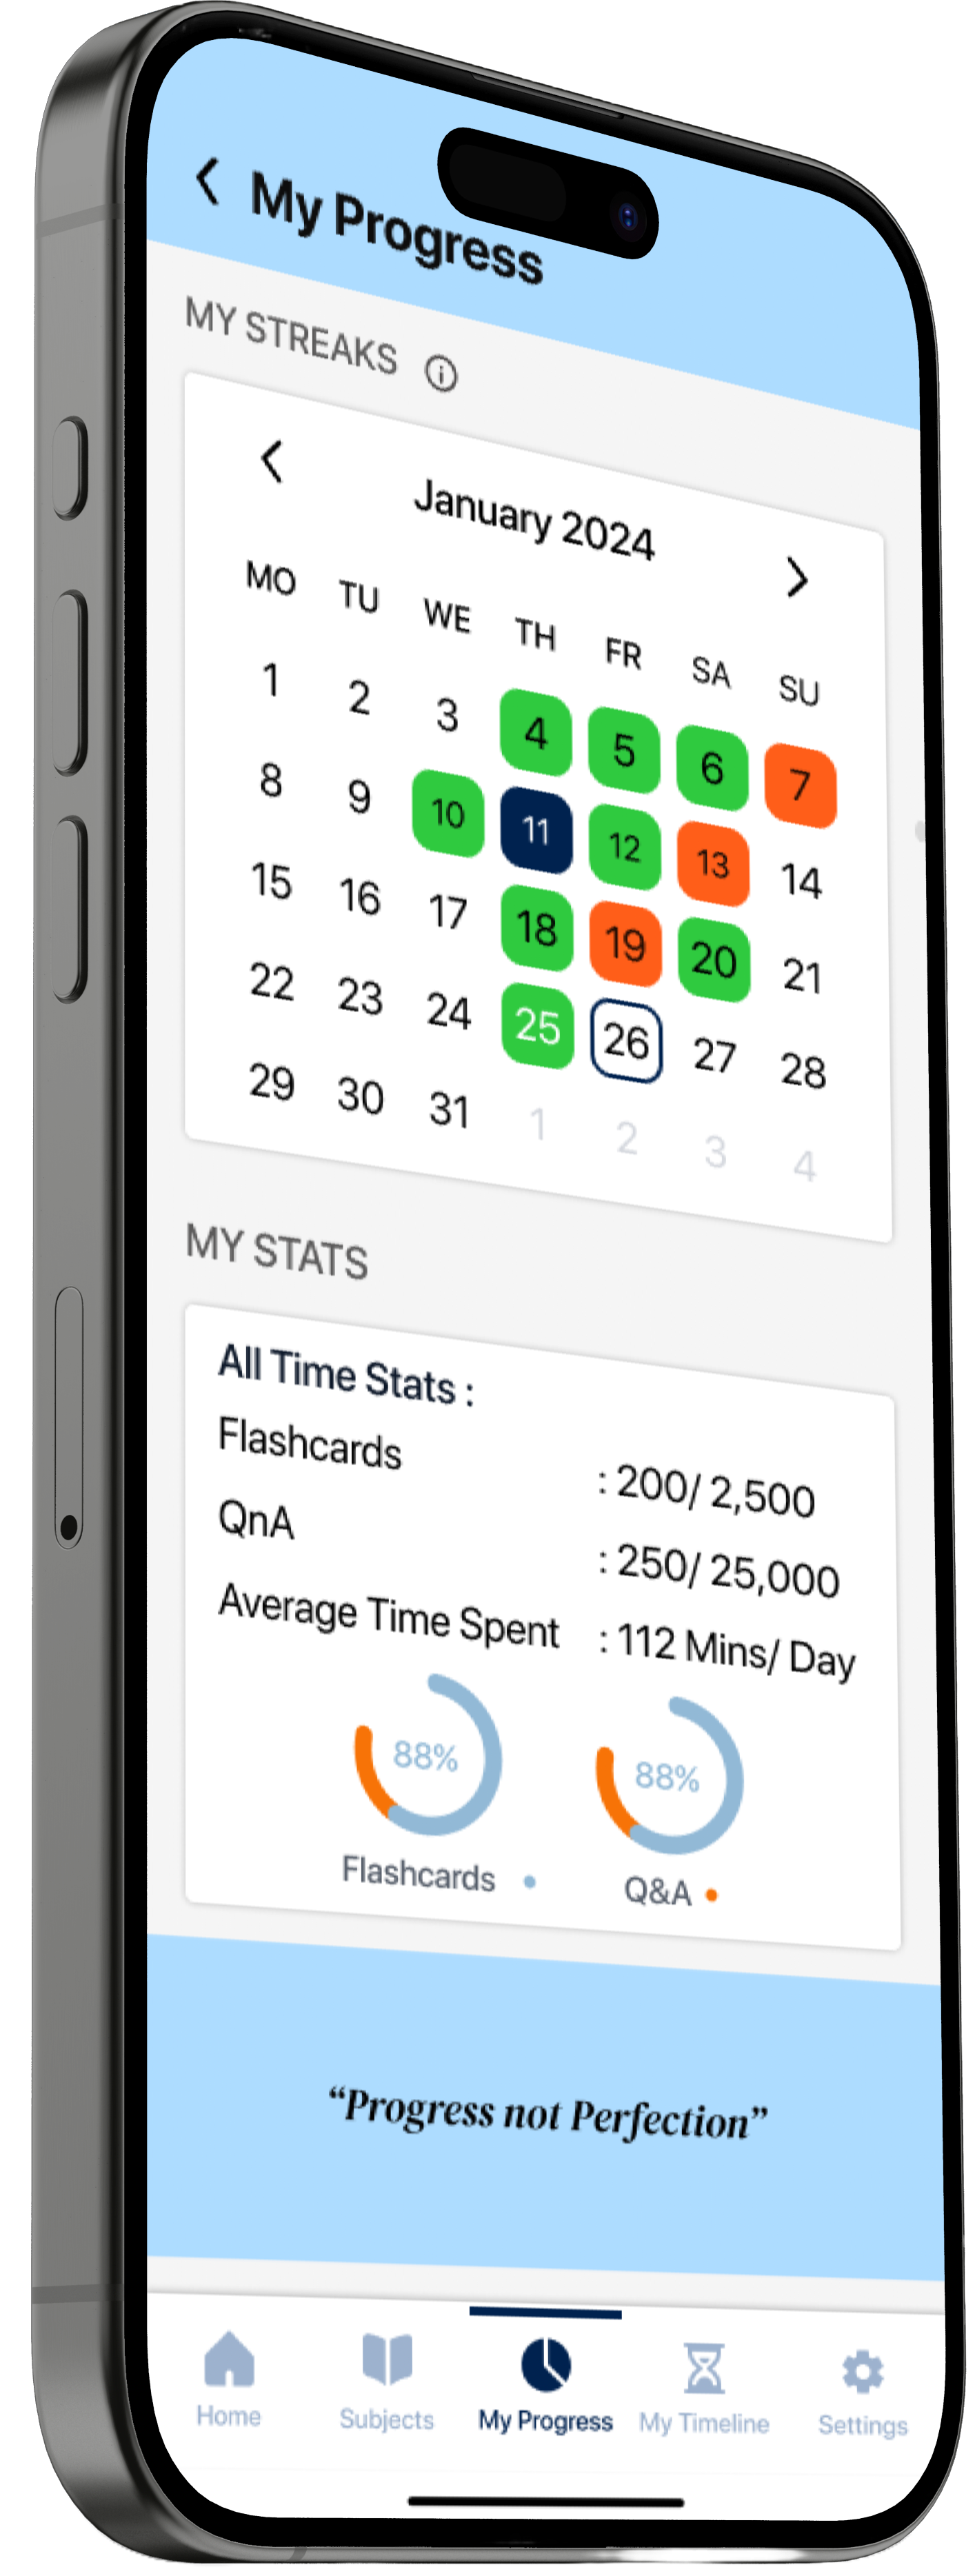 My Progress
MY STREAKS
January 2024
MO TU WE TH FR SA SU
1 2 3 4 5 6 7
8 9 10 11 12 13 14
15 16 17 18 19 20 21
22 23 24 25 26 27 28
29 30 31 1 2 3 4
MY STATS
All Time Stats :
Flashcards : 200/ 2,500
QnA : 250/ 25,000
Average Time Spent : 112 Mins/ Day
88% 88%
Flashcards Q&A
“Progress not Perfection”
Home Subjects My Progress My Timeline Settings